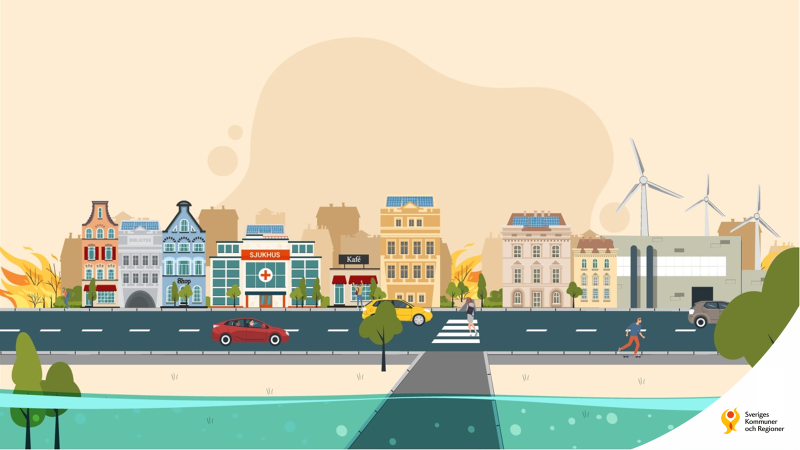 SJUKHUS
Kafé
Shop
Sveriges
Kommuner
och Regioner